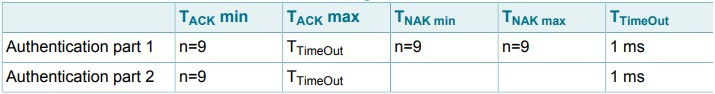 TACK min TACK max TNAK min TNAK max TTimeOut
Authentication part 1 n=9 TTimeOut n=9 n=9 1 ms
Authentication part 2 n=9 TTimeOut 1 ms